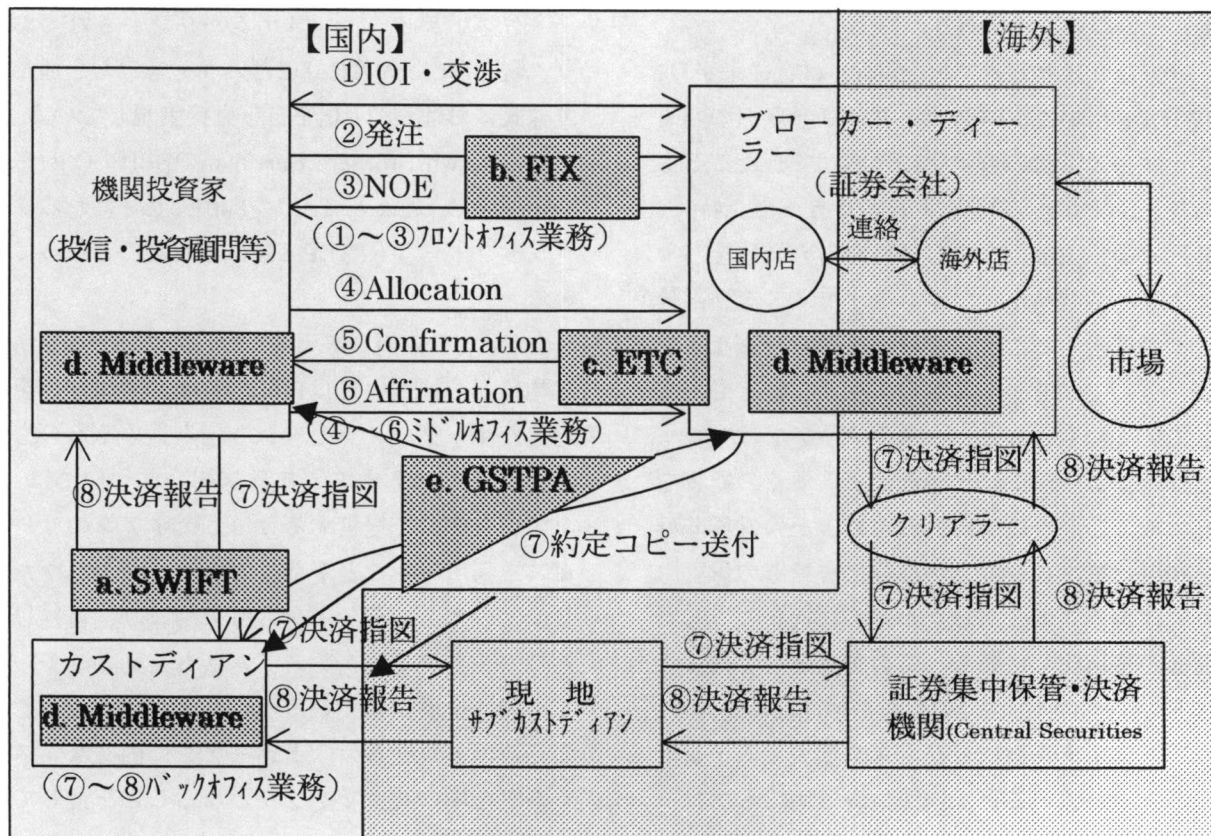 【国内】
【海外】
①IOI・交渉
②発注
b. FIX
③NOE
(①～③フロントオフィス業務)
機関投資家
(投信・投資顧問等)
ブローカー・ディー
ラー
(証券会社)
連絡
国内店
海外店
④Allocation
⑤Confirmation
c. ETC
⑥Affirmation
(④～⑥ミドルオフィス業務)
d. Middleware
d. Middleware
市場
⑧決済報告
⑦決済指図
e. GSTPA
⑦約定コピー送付
⑦決済指図
⑧決済報告
クリアラー
⑦決済指図
⑧決済報告
a. SWIFT
カストディアン
d. Middleware
(⑦～⑧バックオフィス業務)
⑦決済指図
⑧決済報告
現 地
サブカストディアン
⑦決済指図
⑧決済報告
証券集中保管・決済
機関(Central Securities